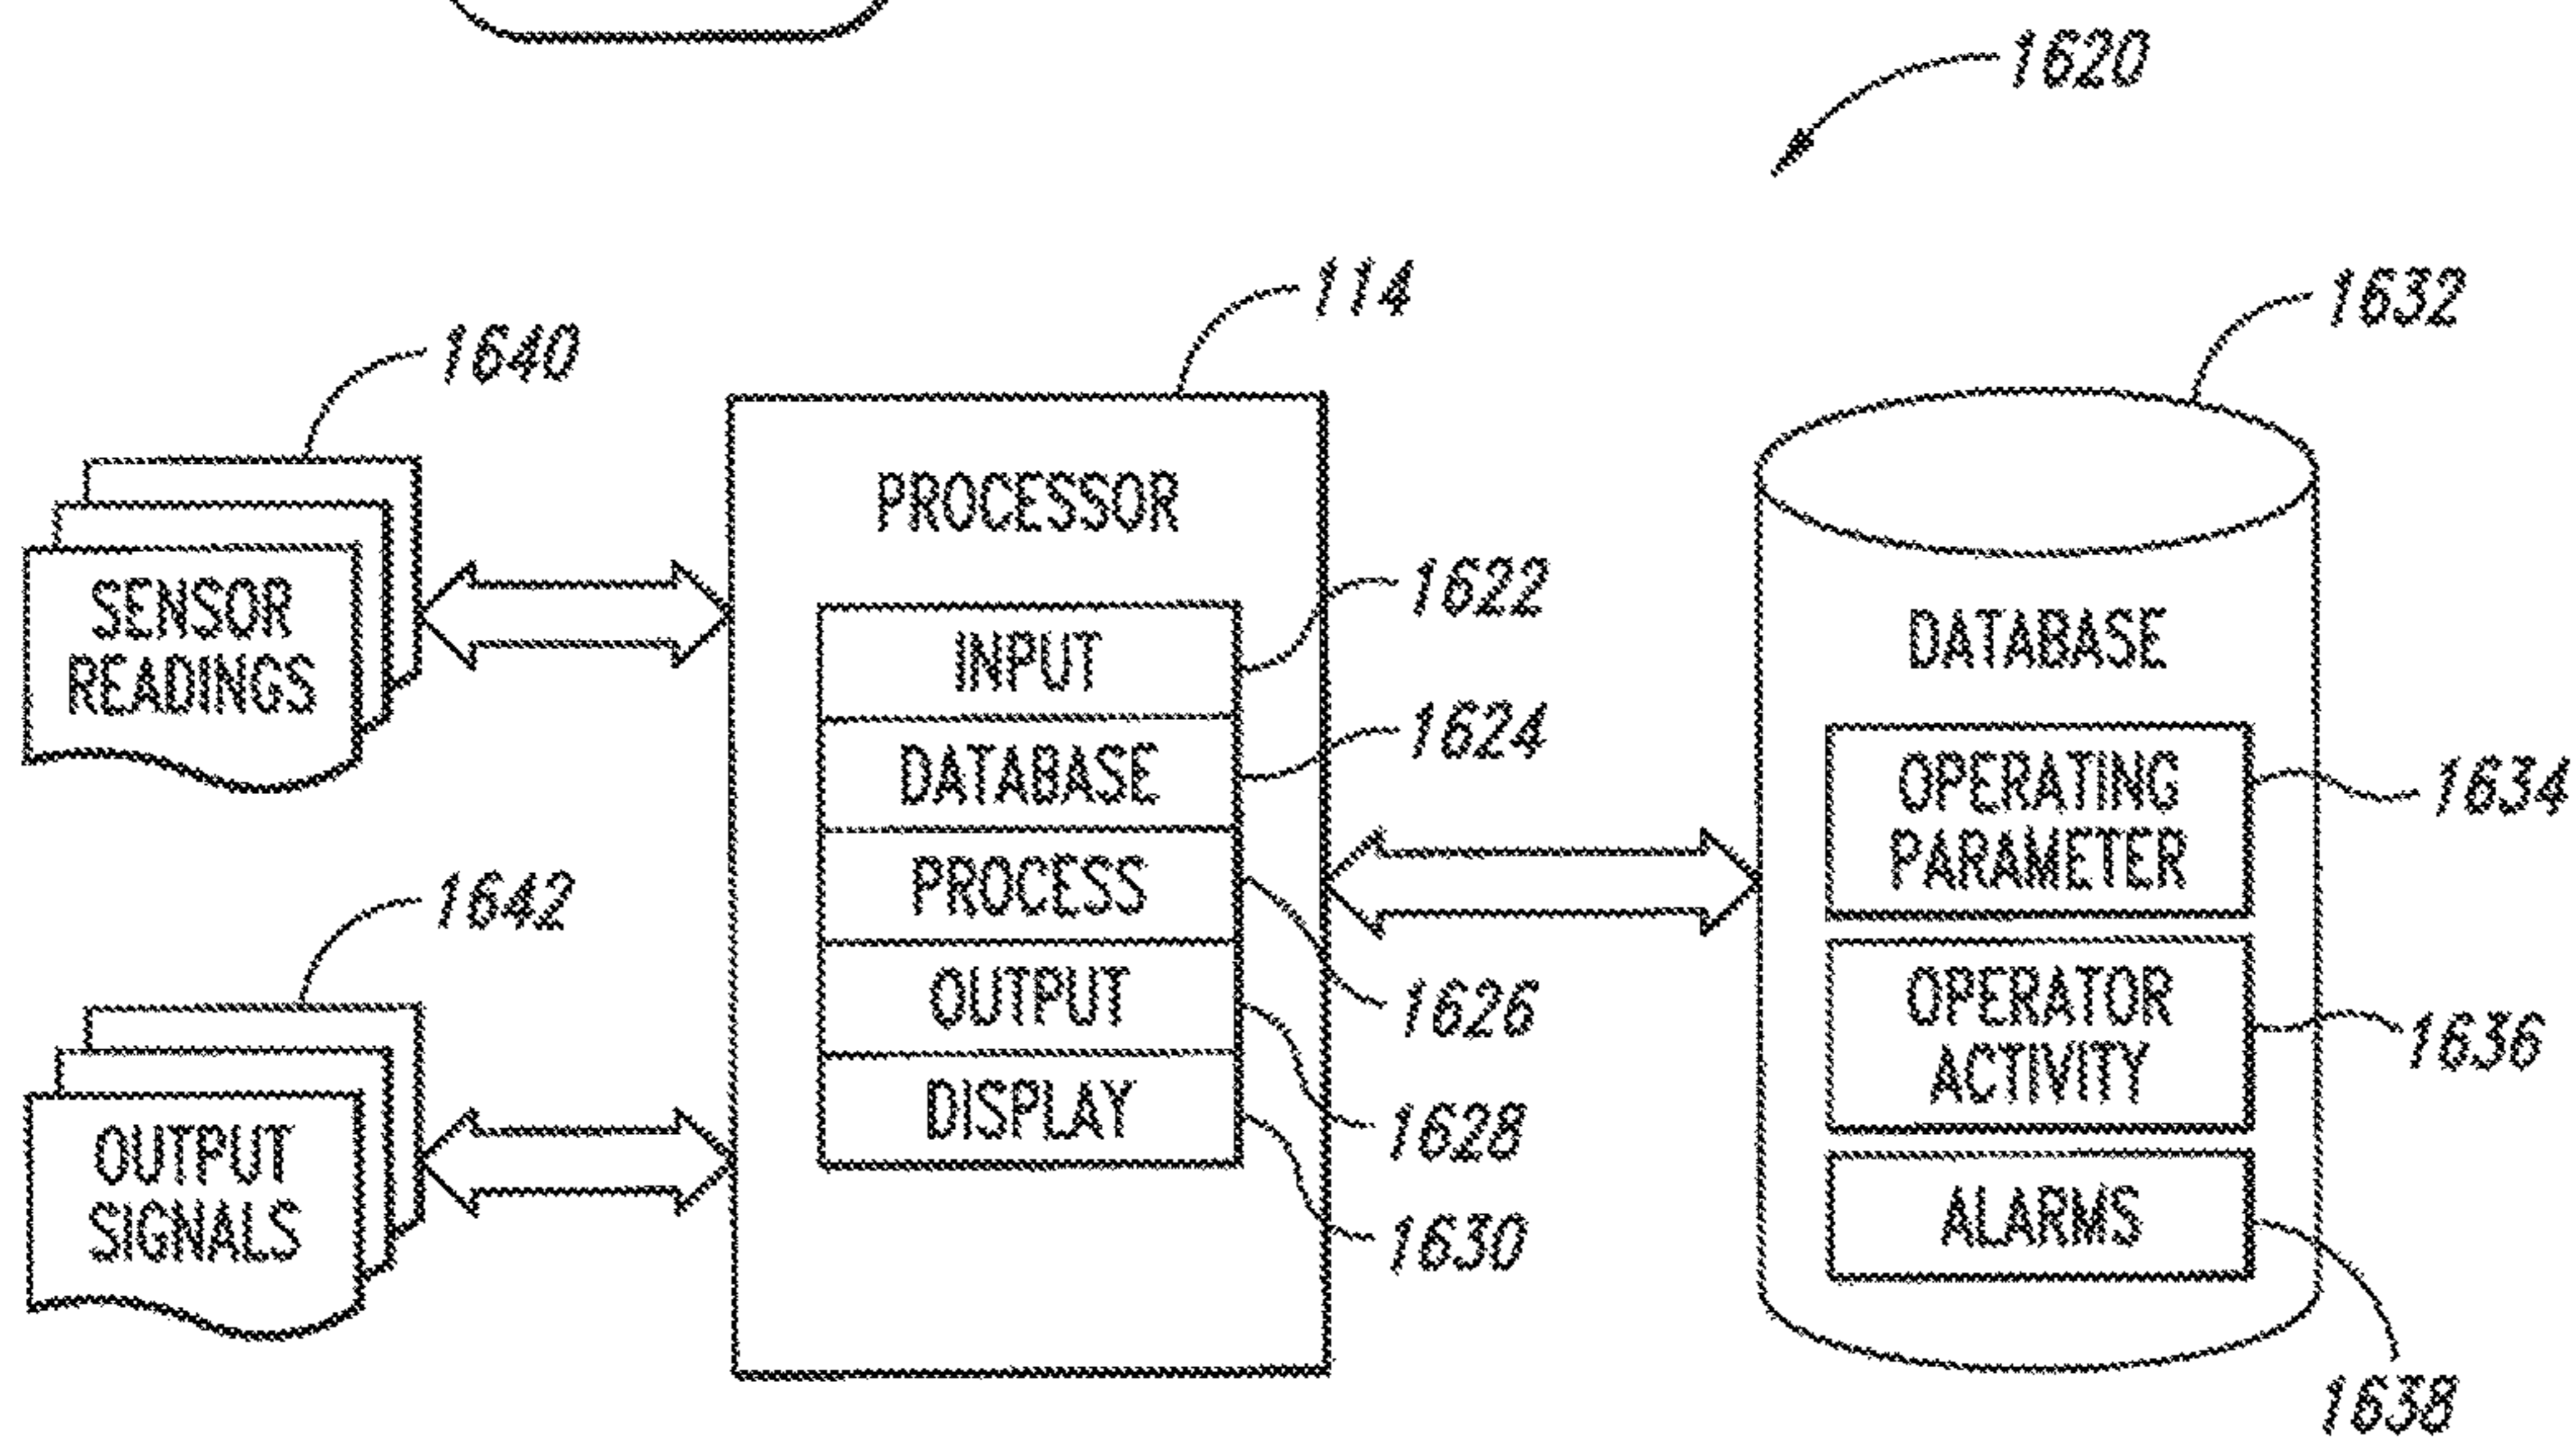 1620
114
1632
1640
PROCESSOR
SENSOR
READINGS
INPUT
1622
DATABASE
1624
PROCESS
1626
OUTPUT
1628
DISPLAY
1630
1642
OUTPUT
SIGNALS
DATABASE
OPERATING
PARAMETER
1634
OPERATOR
ACTIVITY
1636
ALARMS
1638